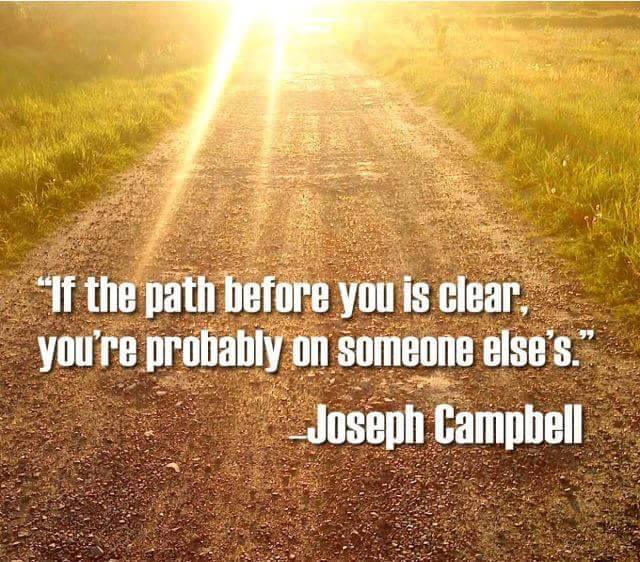 “If the path before you is clear,
you’re probably on someone else’s.”
–Joseph Campbell